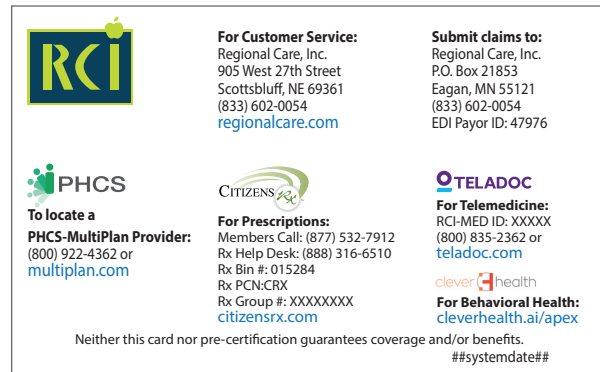 RCI
For Customer Service:
Regional Care, Inc.
905 West 27th Street
Scottsbluff, NE 69361
(833) 602-0054
regionalcare.com
Submit claims to:
Regional Care, Inc.
P.O. Box 21853
Eagan, MN 55121
(833) 602-0054
EDI Payor ID: 47976
PHCS
To locate a
PHCS-MultiPlan Provider:
(800) 922-4362 or
multiplan.com
CITIZENS Rx
For Prescriptions:
Members Call: (877) 532-7912
Rx Help Desk: (888) 316-6510
Rx Bin #: 015284
Rx PCN:CRX
Rx Group #: XXXXXXXX
citizensrx.com
TELADOC
For Telemedicine:
RCI-MED ID: XXXXX
(800) 835-2362 or
teladoc.com
clever health
For Behavioral Health:
cleverhealth.ai/apex
Neither this card nor pre-certification guarantees coverage and/or benefits.
##systemdate##